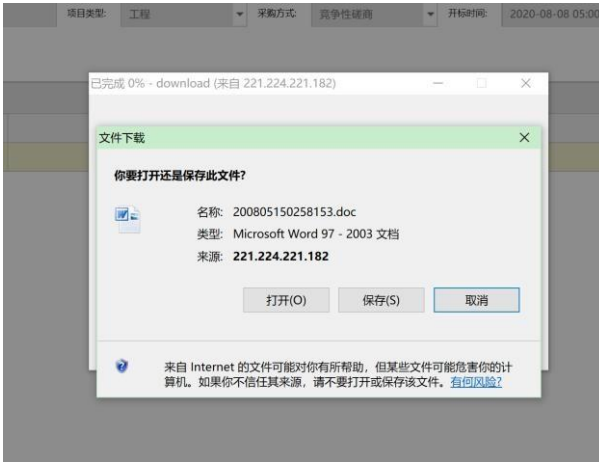 项目类型: 工程 采购方式: 竞争性磋商 开标时间: 2020-08-08 05:00
已完成 0% - download (来自 221.224.221.182)
文件下载
你要打开还是保存此文件?
名称: 200805150258153.doc
类型: Microsoft Word 97 - 2003 文档
来源: 221.224.221.182
打开(O) 保存(S) 取消
来自 Internet 的文件可能对你有所帮助，但某些文件可能危害你的计
算机。如果你不信任其来源，请不要打开或保存该文件。有何风险?